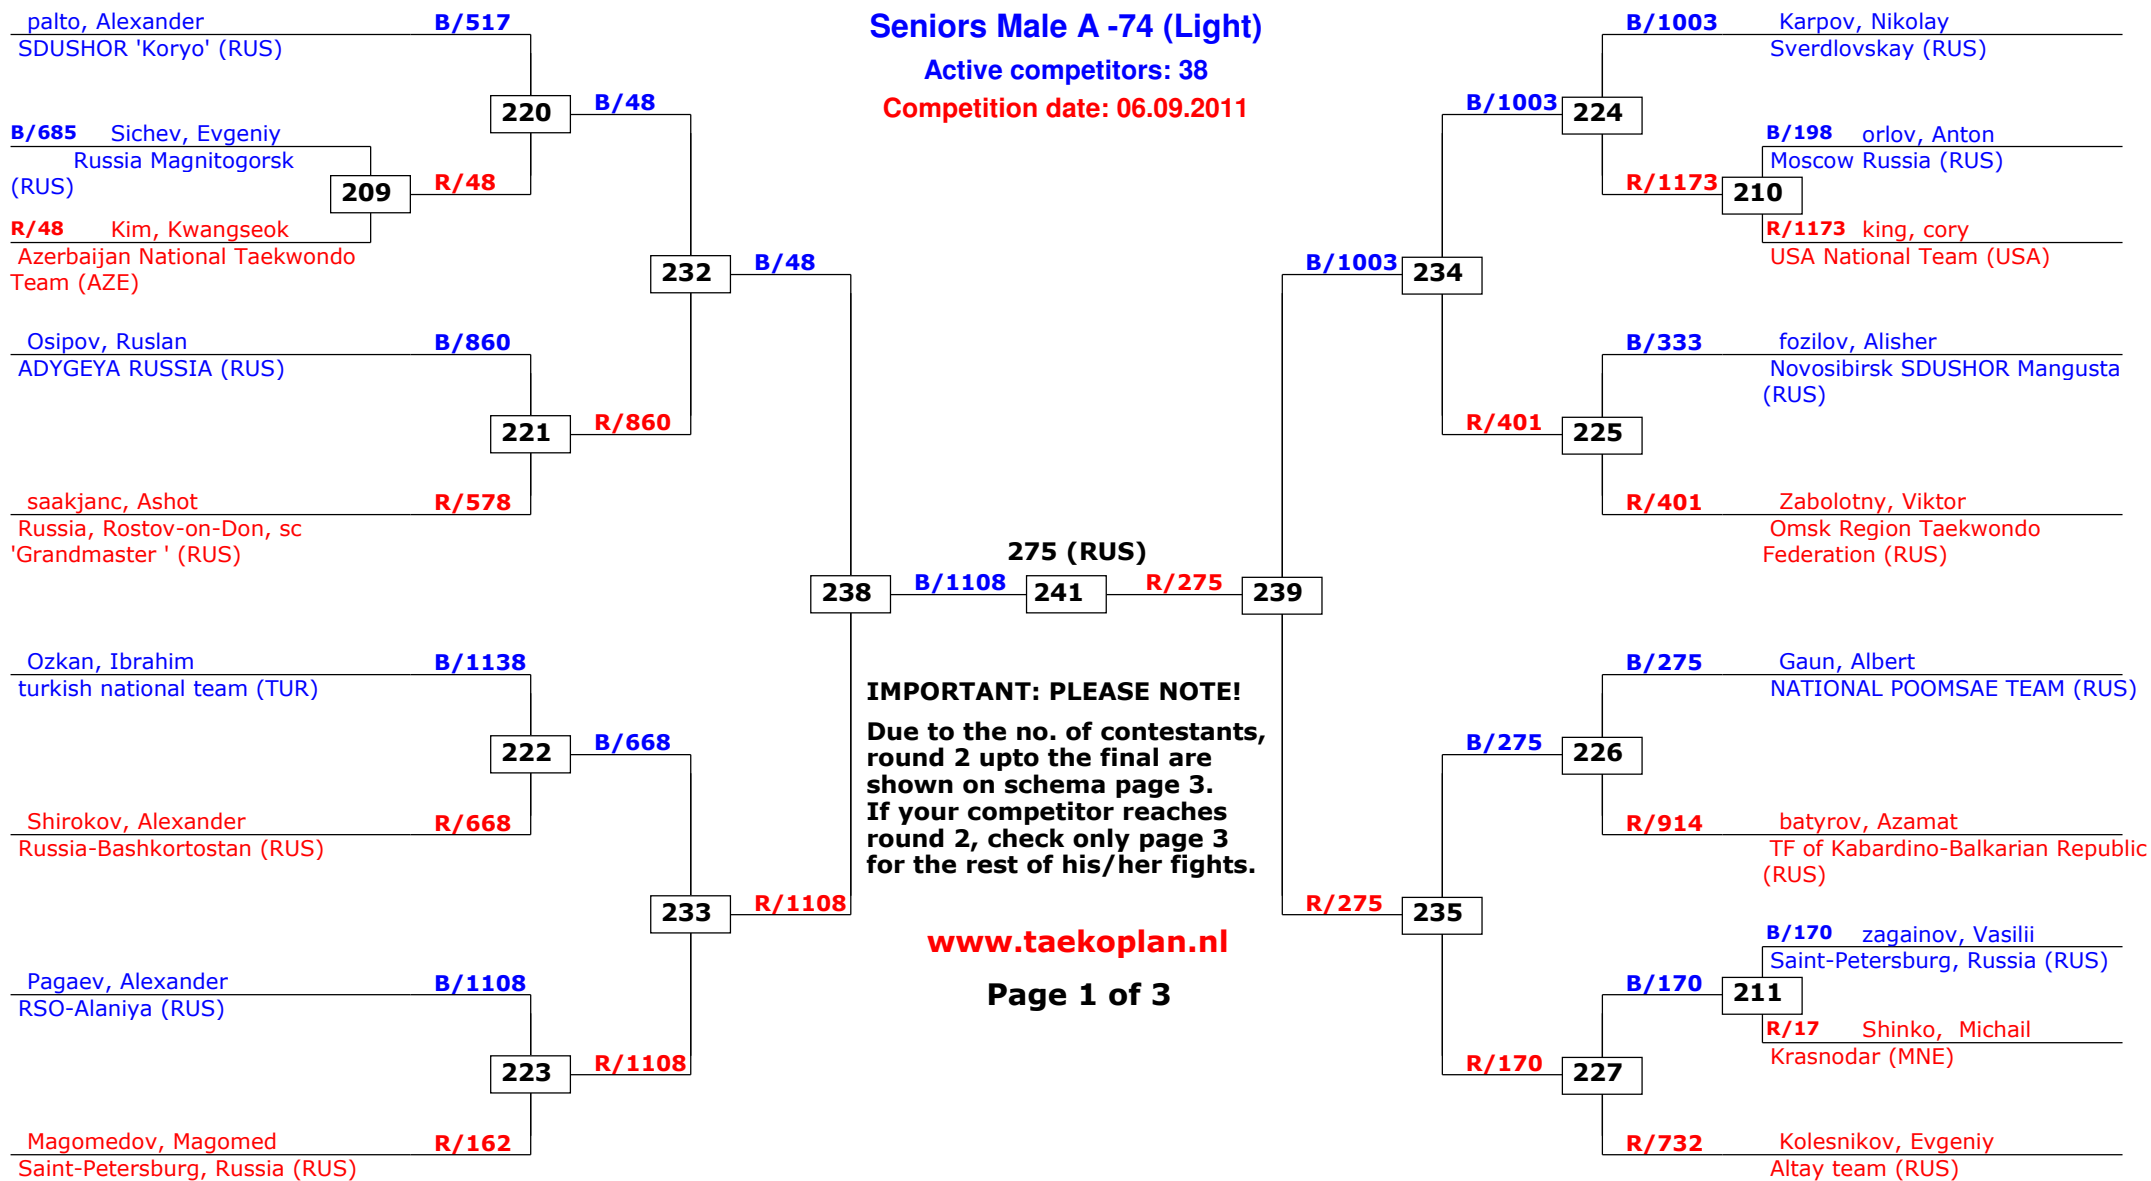 Seniors Male A -74 (Light)
Active competitors: 38
Competition date: 06.09.2011
palto, Alexander B/517
SDUSHOR 'Koryo' (RUS)
220
B/48
B/685 Sichev, Evgeniy
Russia Magnitogorsk
(RUS)
209
R/48
R/48 Kim, Kwangseok
Azerbaijan National Taekwondo
Team (AZE)
232
B/48
Osipov, Ruslan B/860
ADYGEYA RUSSIA (RUS)
221
R/860
saakjanc, Ashot R/578
Russia, Rostov-on-Don, sc
'Grandmaster ' (RUS)
238
B/1108
Ozkan, Ibrahim B/1138
turkish national team (TUR)
222
B/668
Shirokov, Alexander R/668
Russia-Bashkortostan (RUS)
233
R/1108
Pagaev, Alexander B/1108
RSO-Alaniya (RUS)
223
R/1108
Magomedov, Magomed R/162
Saint-Petersburg, Russia (RUS)
275 (RUS)
241
R/275
239
IMPORTANT: PLEASE NOTE!
Due to the no. of contestants,
round 2 upto the final are
shown on schema page 3.
If your competitor reaches
round 2, check only page 3
for the rest of his/her fights.
www.taekoplan.nl
Page 1 of 3
B/1003 Karpov, Nikolay
Sverdlovskay (RUS)
B/1003
224
B/198 orlov, Anton
Moscow Russia (RUS)
R/1173
210
R/1173 king, cory
USA National Team (USA)
B/1003
234
B/333 fozilov, Alisher
Novosibirsk SDUSHOR Mangusta
(RUS)
R/401
225
R/401 Zabolotny, Viktor
Omsk Region Taekwondo
Federation (RUS)
B/275 Gaun, Albert
NATIONAL POOMSAE TEAM (RUS)
B/275
226
R/914 batyrov, Azamat
TF of Kabardino-Balkarian Republic
(RUS)
R/275
235
B/170 zagainov, Vasilii
Saint-Petersburg, Russia (RUS)
B/170
211
R/17 Shinko, Michail
Krasnodar (MNE)
R/170
227
R/732 Kolesnikov, Evgeniy
Altay team (RUS)